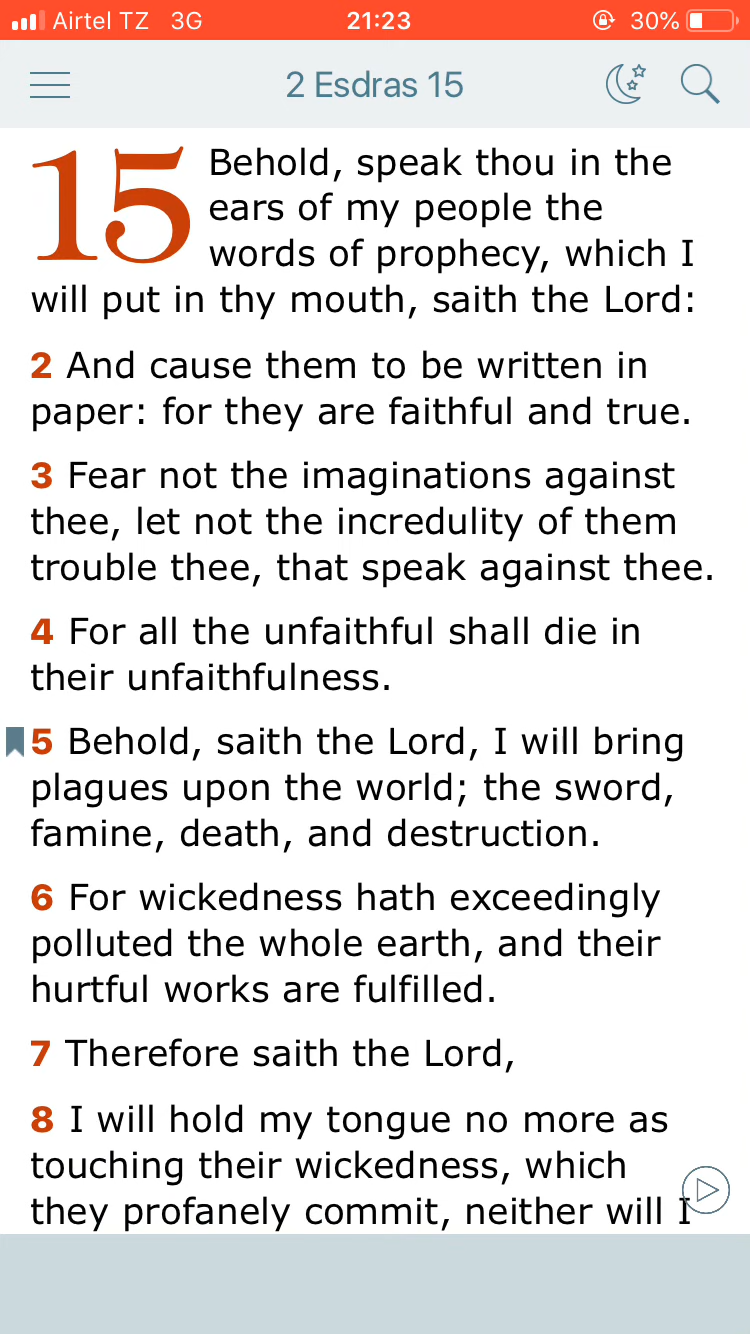 Airtel TZ 3G 21:23 30%
2 Esdras 15
15 Behold, speak thou in the
ears of my people the
words of prophecy, which I
will put in thy mouth, saith the Lord:
2 And cause them to be written in
paper: for they are faithful and true.
3 Fear not the imaginations against
thee, let not the incredulity of them
trouble thee, that speak against thee.
4 For all the unfaithful shall die in
their unfaithfulness.
5 Behold, saith the Lord, I will bring
plagues upon the world; the sword,
famine, death, and destruction.
6 For wickedness hath exceedingly
polluted the whole earth, and their
hurtful works are fulfilled.
7 Therefore saith the Lord,
8 I will hold my tongue no more as
touching their wickedness, which
they profanely commit, neither will I